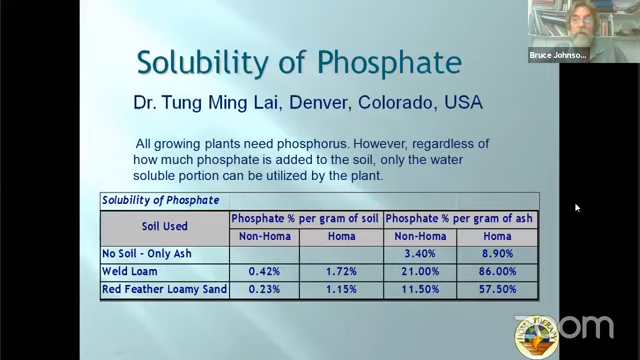 Bruce Johnso...
Solubility of Phosphate
Dr. Tung Ming Lai, Denver, Colorado, USA
All growing plants need phosphorus. However, regardless of
how much phosphate is added to the soil, only the water
soluble portion can be utilized by the plant.
Solubility of Phosphate
Soil Used Phosphate % per gram of soil Phosphate % per gram of ash
Non-Homa Homa Non-Homa Homa
No Soil - Only Ash 3.40% 8.90%
Weld Loam 0.42% 1.72% 21.00% 86.00%
Red Feather Loamy Sand 0.23% 1.15% 11.50% 57.50%
zoom